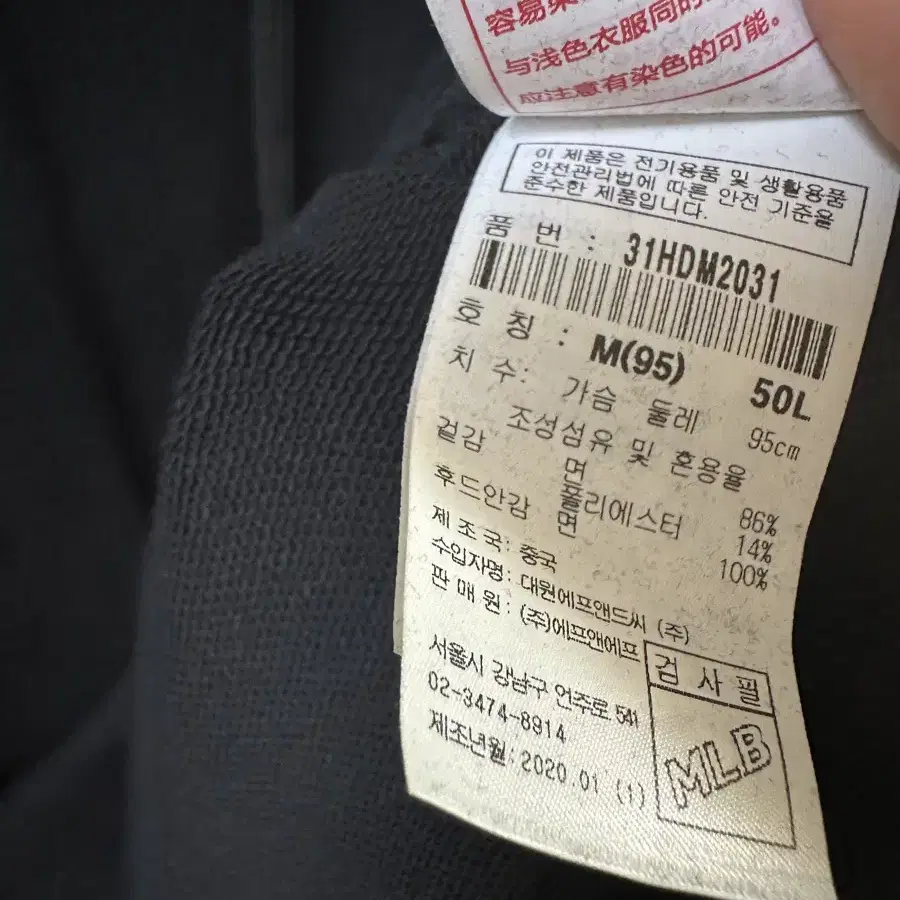 容易染
与浅色衣服同的
应注意有染色的可能。
이 제품은 전기용품 및 생활용품
안전관리법에 따른 안전 기준을
준수한 제품입니다.
품 번 : 31HDM2031
호 칭 : M(95) 50L
치 수: 가슴 둘레 95cm
조성섬유 및 혼용율
겉감 면 86%
폴리에스터 14%
후드안감 면 100%
제 조 국: 중국
수입자명: 대원에프앤드씨 (주)
판 매 원 : (주)에프앤에프
서울시 강남구 언주로 541
02-3474-8914
제조년월: 2020.01 (1)
검 사 필
MLB